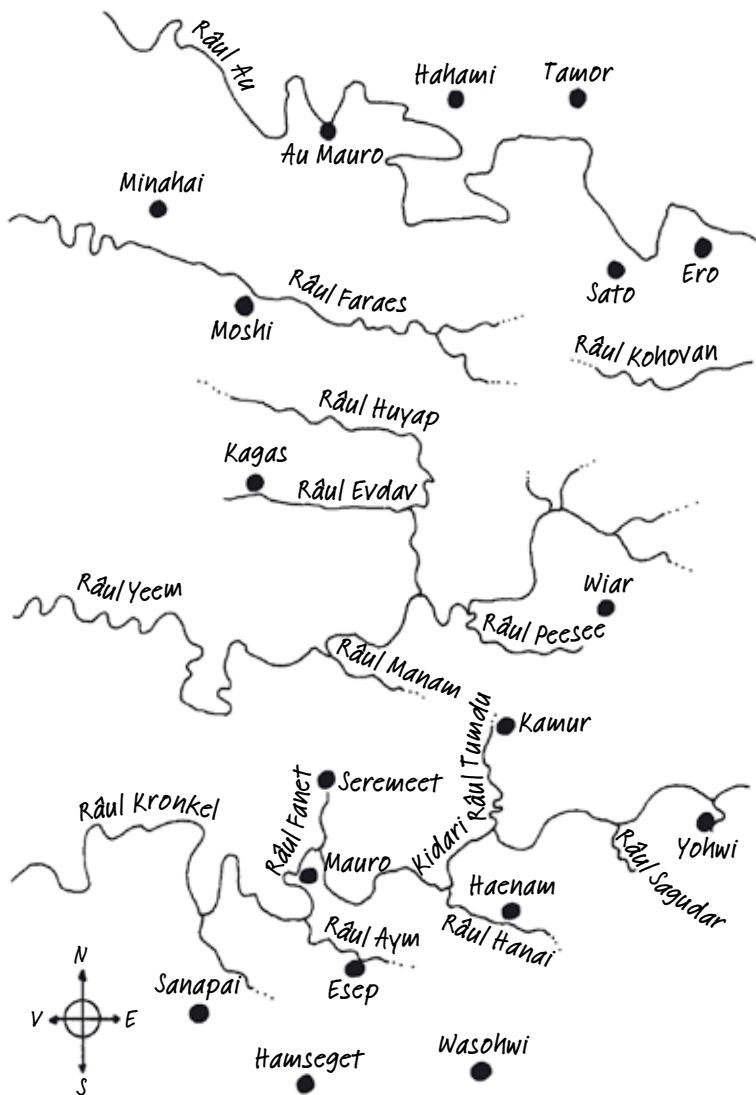 Râul Au
Hahami
Tamor
Au Mauro
Minahai
Râul Faraes
Sato
Ero
Moshi
Râul Kohovan
Râul Huyap
Kagas
Râul Evdav
Râul Yeem
Wiar
Râul Peesee
Râul Manam
Râul Tumdu
Kamur
Râul Fanet
Seremeet
Râul Kronkel
Kidari
Mauro
Yohwi
Râul Sagudar
Haenam
Râul Aym
Râul Hanai
N
Sanapai
Esep
V
E
Wasohwi
Hamseget
S